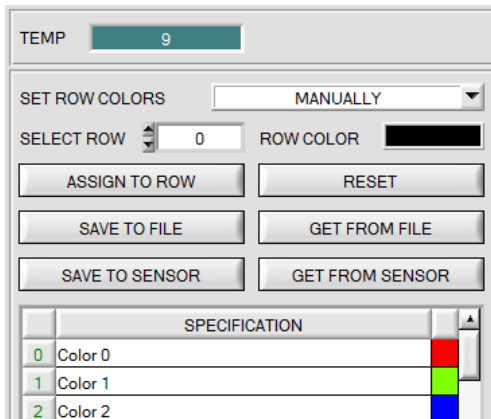 TEMP 9
SET ROW COLORS MANUALLY
SELECT ROW 0 ROW COLOR
ASSIGN TO ROW RESET
SAVE TO FILE GET FROM FILE
SAVE TO SENSOR GET FROM SENSOR
SPECIFICATION
0 Color 0
1 Color 1
2 Color 2